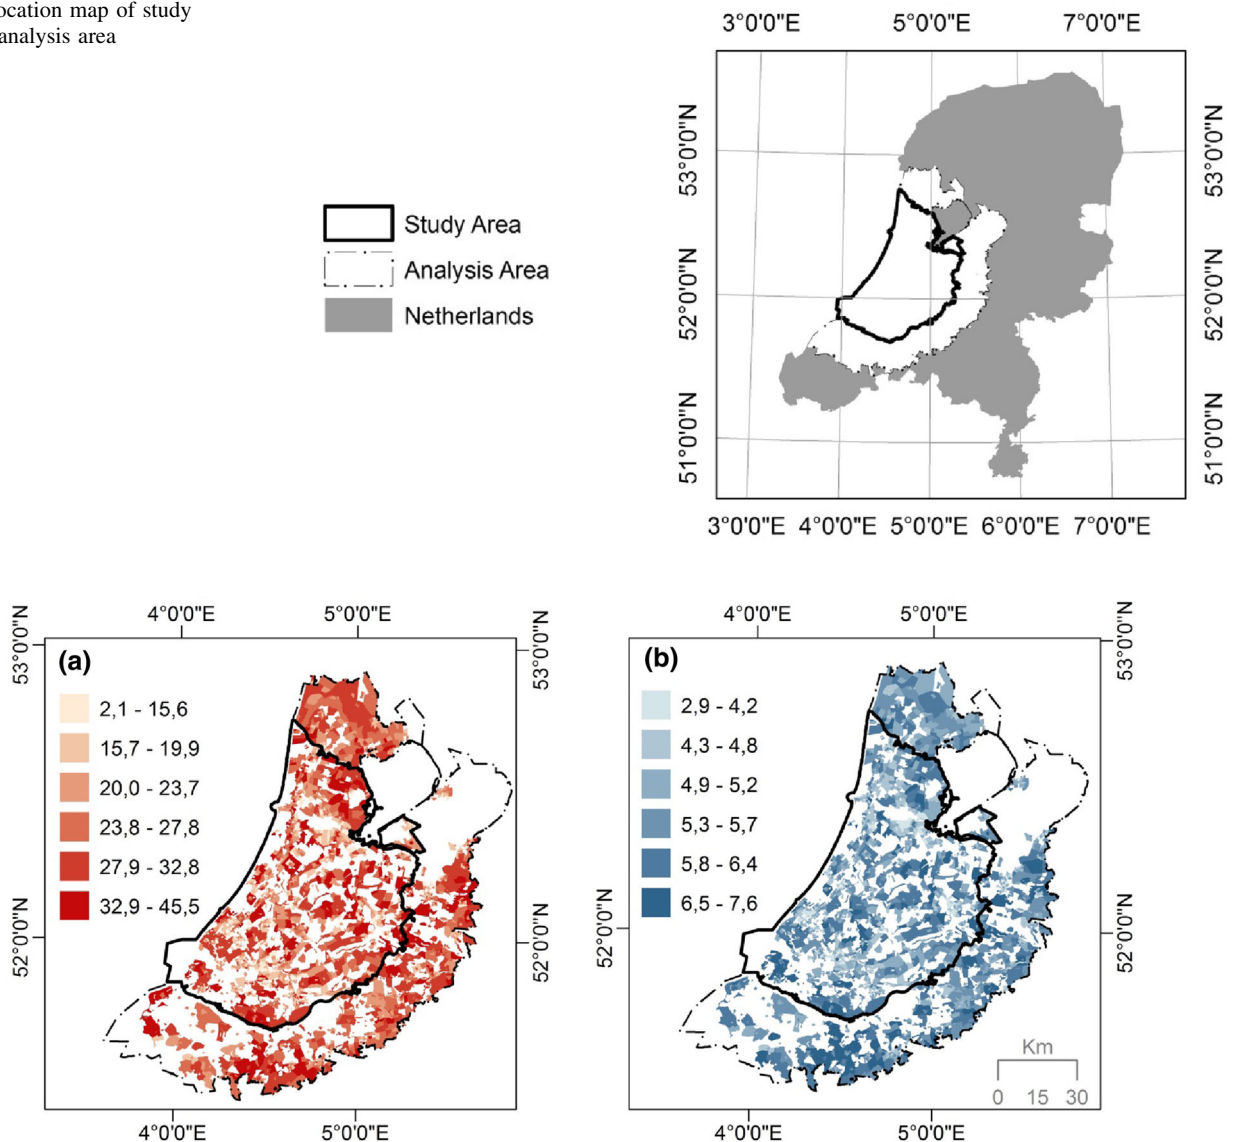 ocation map of study
analysis area
3°0'0"E 5°0'0"E 7°0'0"E
53°0'0"N
52°0'0"N
51°0'0"N
53°0'0"N
52°0'0"N
51°0'0"N
3°0'0"E 4°0'0"E 5°0'0"E 6°0'0"E 7°0'0"E
Study Area
Analysis Area
Netherlands
4°0'0"E 5°0'0"E
53°0'0"N
52°0'0"N
53°0'0"N
52°0'0"N
(a)
2,1 - 15,6
15,7 - 19,9
20,0 - 23,7
23,8 - 27,8
27,9 - 32,8
32,9 - 45,5
4°0'0"E 5°0'0"E
4°0'0"E 5°0'0"E
53°0'0"N
52°0'0"N
53°0'0"N
52°0'0"N
(b)
2,9 - 4,2
4,3 - 4,8
4,9 - 5,2
5,3 - 5,7
5,8 - 6,4
6,5 - 7,6
Km
0 15 30
4°0'0"E 5°0'0"E